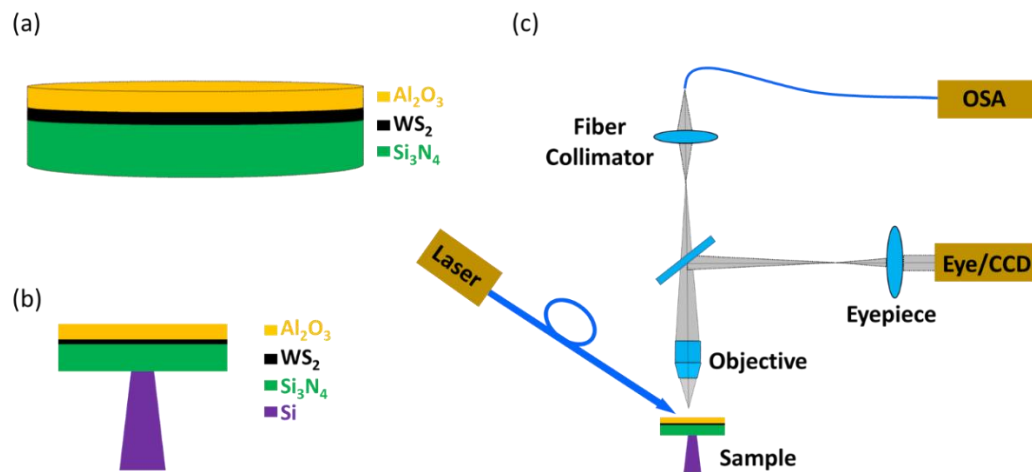 (a)
Al₂O₃
WS₂
Si₃N₄
(b)
Al₂O₃
WS₂
Si₃N₄
Si
(c)
OSA
Fiber
Collimator
Laser
Eye/CCD
Eyepiece
Objective
Sample